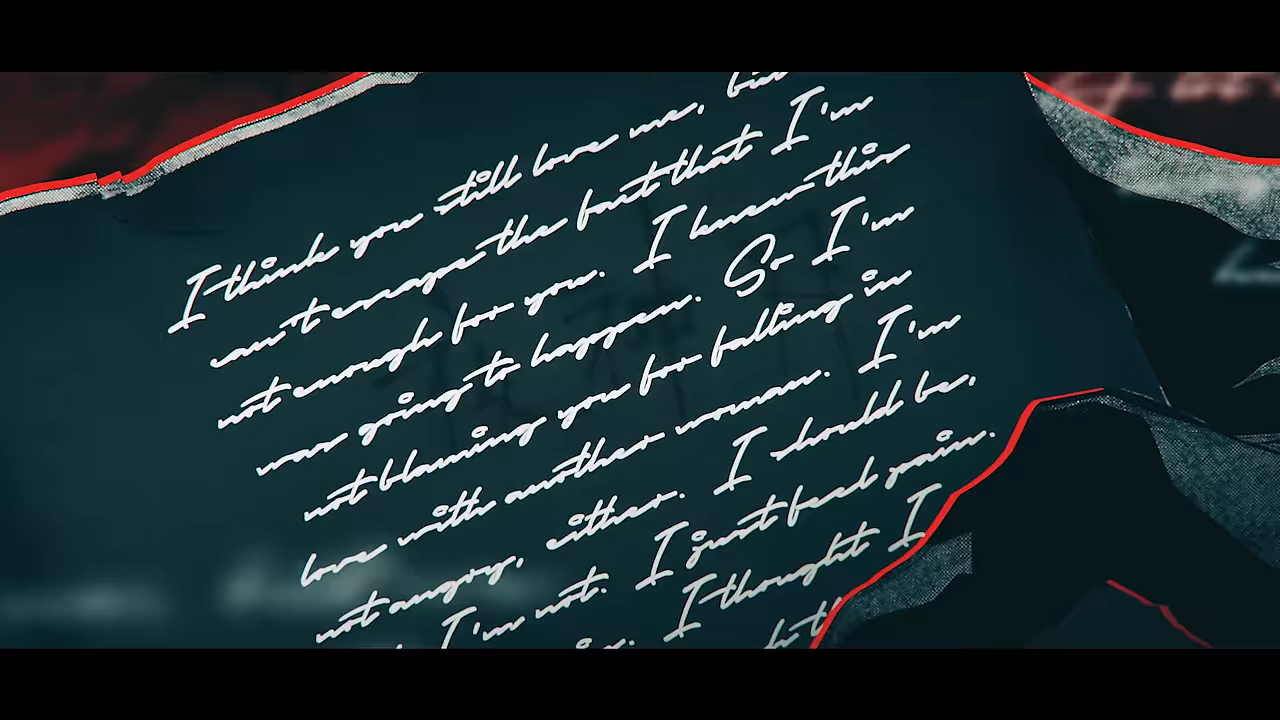 I think you still love me, but
can't escape the fact that I'm
not enough for you. I knew this
was going to happen. So I'm
not blaming you for falling in
love with another woman. I'm
not angry, either. I should be,
I'm not. I just feel pain.
I thought I